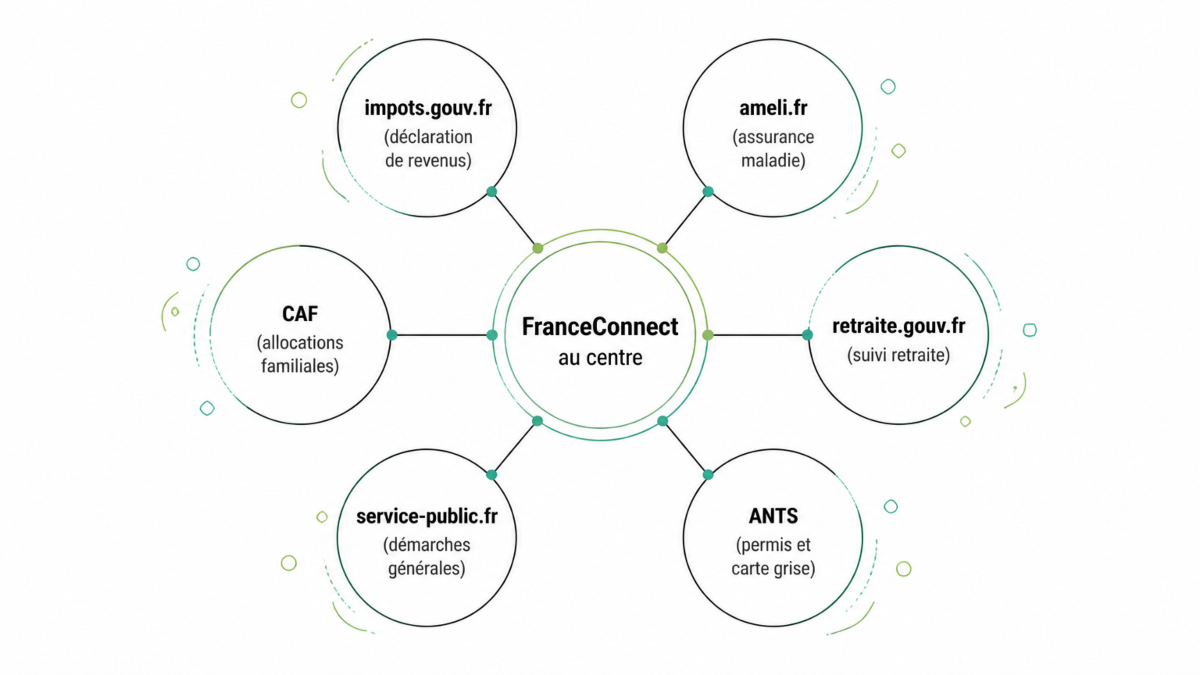 impots.gouv.fr
(déclaration
de revenus)
ameli.fr
(assurance
maladie)
CAF
(allocations
familiales)
FranceConnect
au centre
retraite.gouv.fr
(suivi retraite)
service-public.fr
(démarches
générales)
ANTS
(permis et
carte grise)